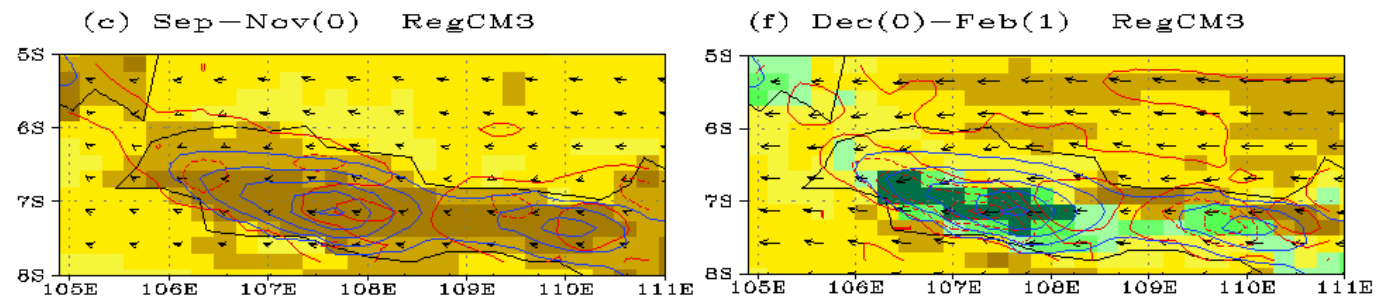 (c) Sep−Nov(0) RegCM3
5S
6S
7S
8S
105E 106E 107E 108E 109E 110E 111E
(f) Dec(0)−Feb(1) RegCM3
5S
6S
7S
8S
105E 106E 107E 108E 109E 110E 111E